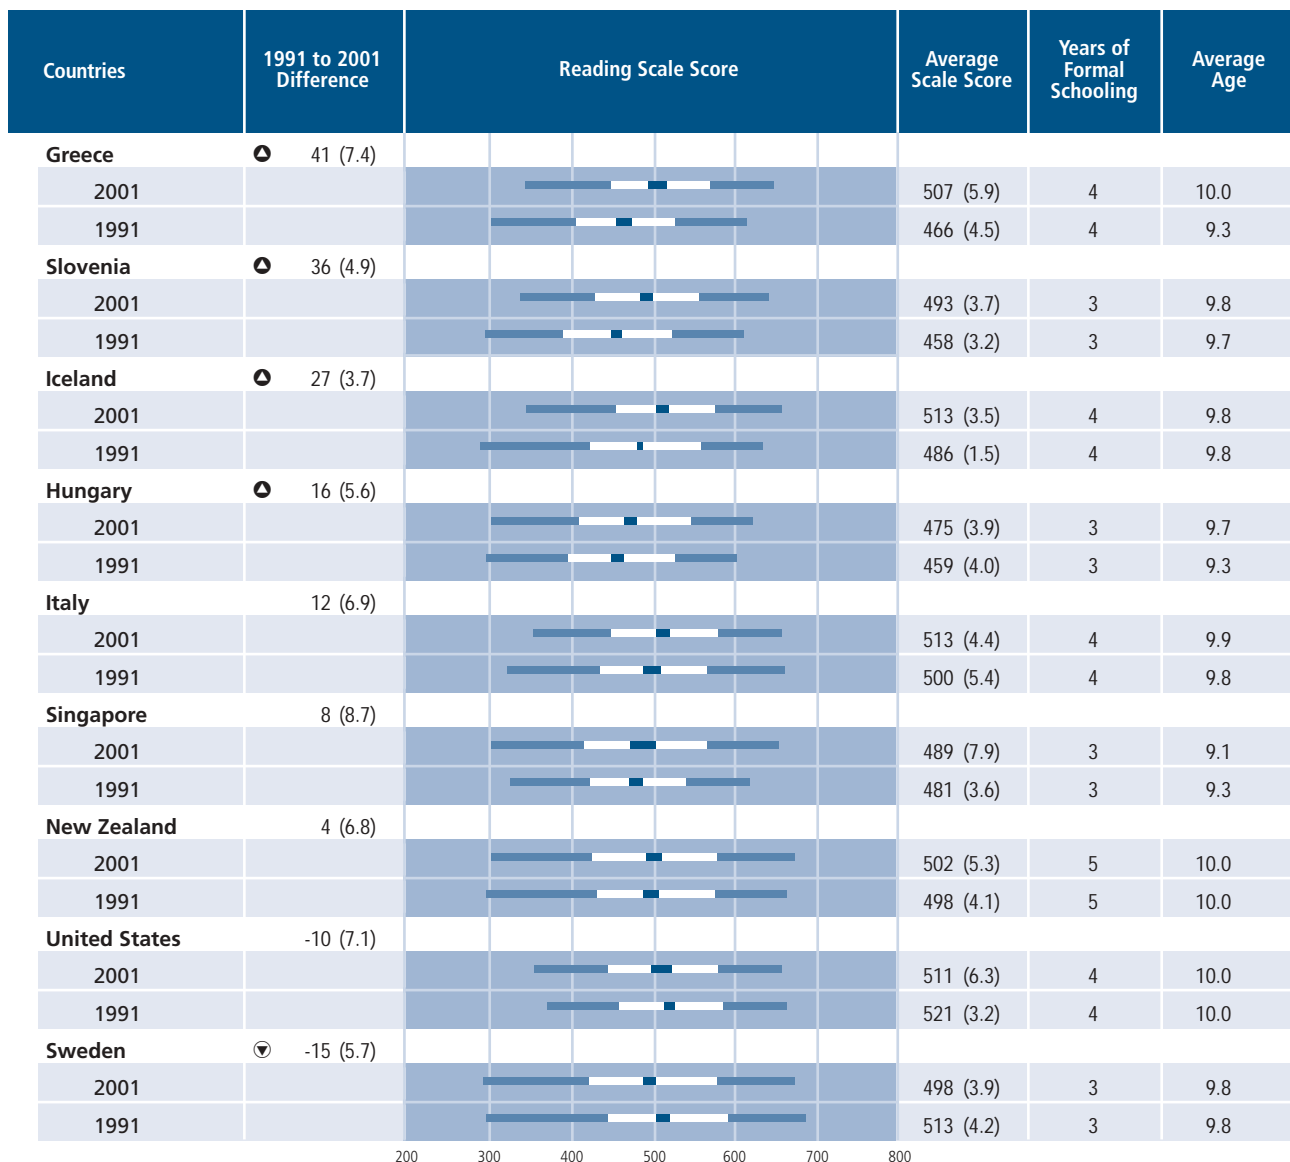 Countries 1991 to 2001 Difference Reading Scale Score Average Scale Score Years of Formal Schooling Average Age
Greece 41 (7.4)
2001 507 (5.9) 4 10.0
1991 466 (4.5) 4 9.3
Slovenia 36 (4.9)
2001 493 (3.7) 3 9.8
1991 458 (3.2) 3 9.7
Iceland 27 (3.7)
2001 513 (3.5) 4 9.8
1991 486 (1.5) 4 9.8
Hungary 16 (5.6)
2001 475 (3.9) 3 9.7
1991 459 (4.0) 3 9.3
Italy 12 (6.9)
2001 513 (4.4) 4 9.9
1991 500 (5.4) 4 9.8
Singapore 8 (8.7)
2001 489 (7.9) 3 9.1
1991 481 (3.6) 3 9.3
New Zealand 4 (6.8)
2001 502 (5.3) 5 10.0
1991 498 (4.1) 5 10.0
United States -10 (7.1)
2001 511 (6.3) 4 10.0
1991 521 (3.2) 4 10.0
Sweden -15 (5.7)
2001 498 (3.9) 3 9.8
1991 513 (4.2) 3 9.8
200 300 400 500 600 700 800